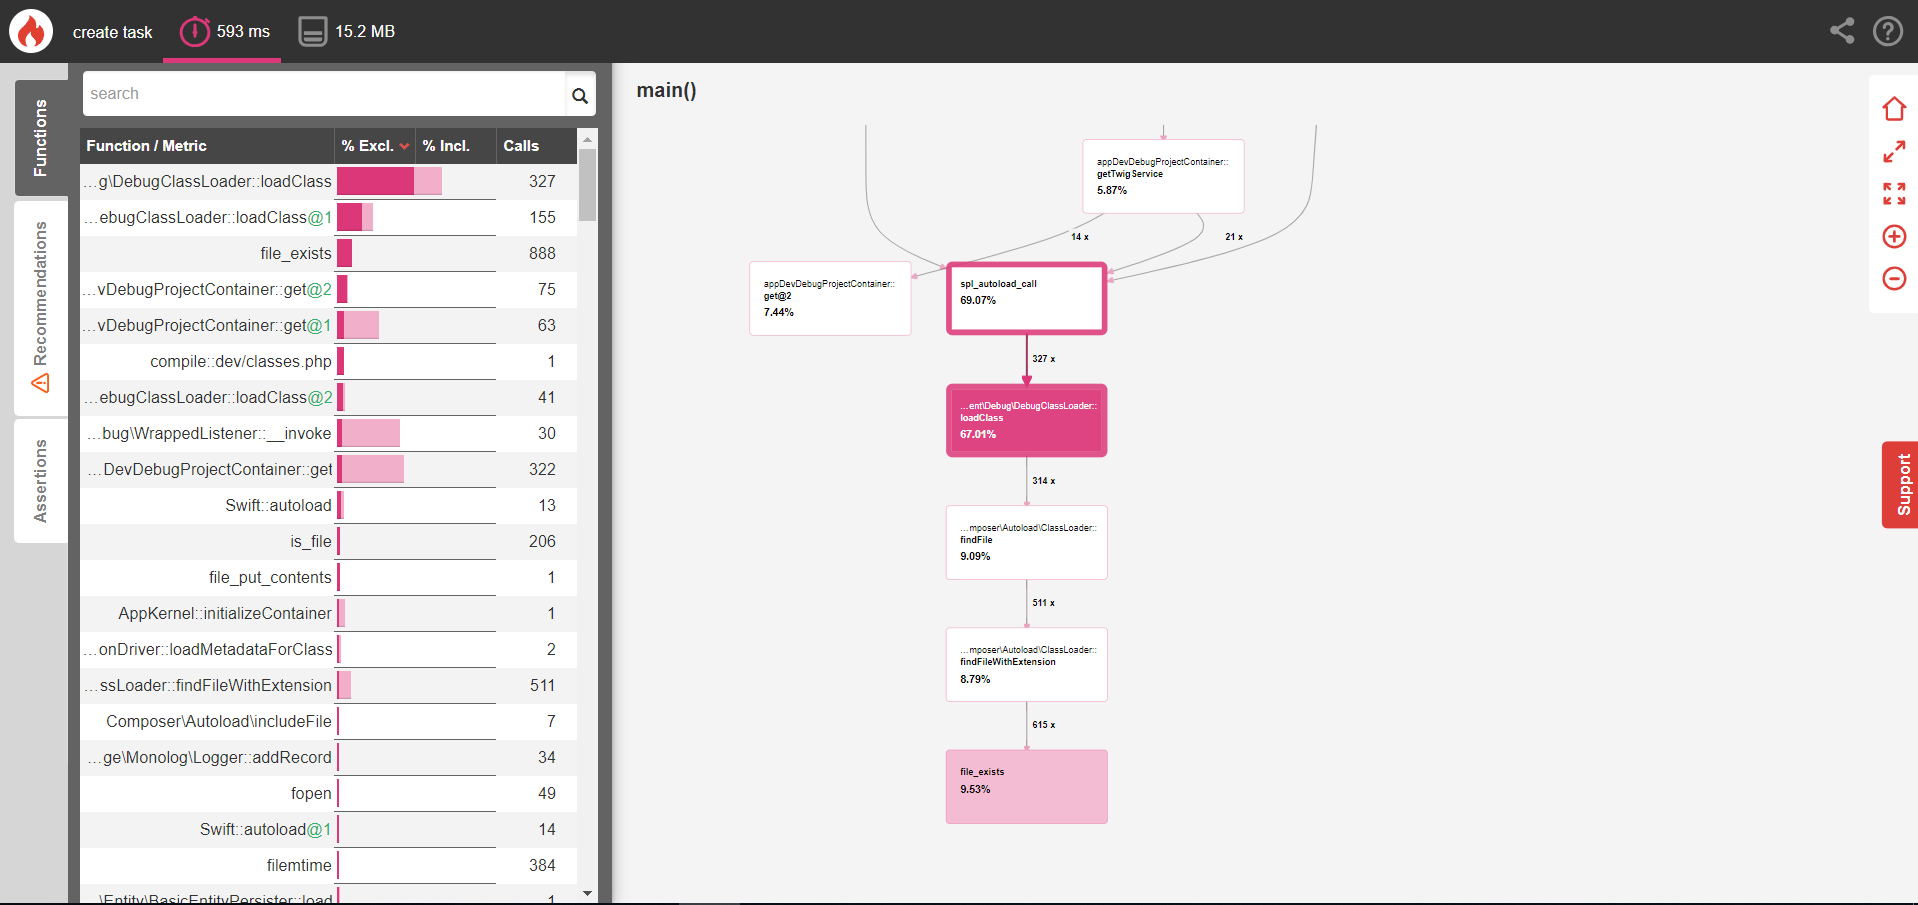 create task
593 ms
15.2 MB
Functions
Recommendations
Assertions
search
Function / Metric % Excl. % Incl. Calls
...g\DebugClassLoader::loadClass 327
...ebugClassLoader::loadClass@1 155
file_exists 888
...vDebugProjectContainer::get@2 75
...vDebugProjectContainer::get@1 63
compile::dev/classes.php 1
...ebugClassLoader::loadClass@2 41
...bug\WrappedListener::__invoke 30
...DevDebugProjectContainer::get 322
Swift::autoload 13
is_file 206
file_put_contents 1
AppKernel::initializeContainer 1
...onDriver::loadMetadataForClass 2
...ssLoader::findFileWithExtension 511
Composer\Autoload\includeFile 7
...ge\Monolog\Logger::addRecord 34
fopen 49
Swift::autoload@1 14
filemtime 384
\Entity\BasicEntityPersister::load 1
main()
appDevDebugProjectContainer::
getTwigService
5.87%
14 x
21 x
appDevDebugProjectContainer::
get@2
7.44%
spl_autoload_call
69.07%
327 x
...ent\Debug\DebugClassLoader::
loadClass
67.01%
314 x
...mposer\Autoload\ClassLoader::
findFile
9.09%
511 x
...mposer\Autoload\ClassLoader::
findFileWithExtension
8.79%
615 x
file_exists
9.53%
Support